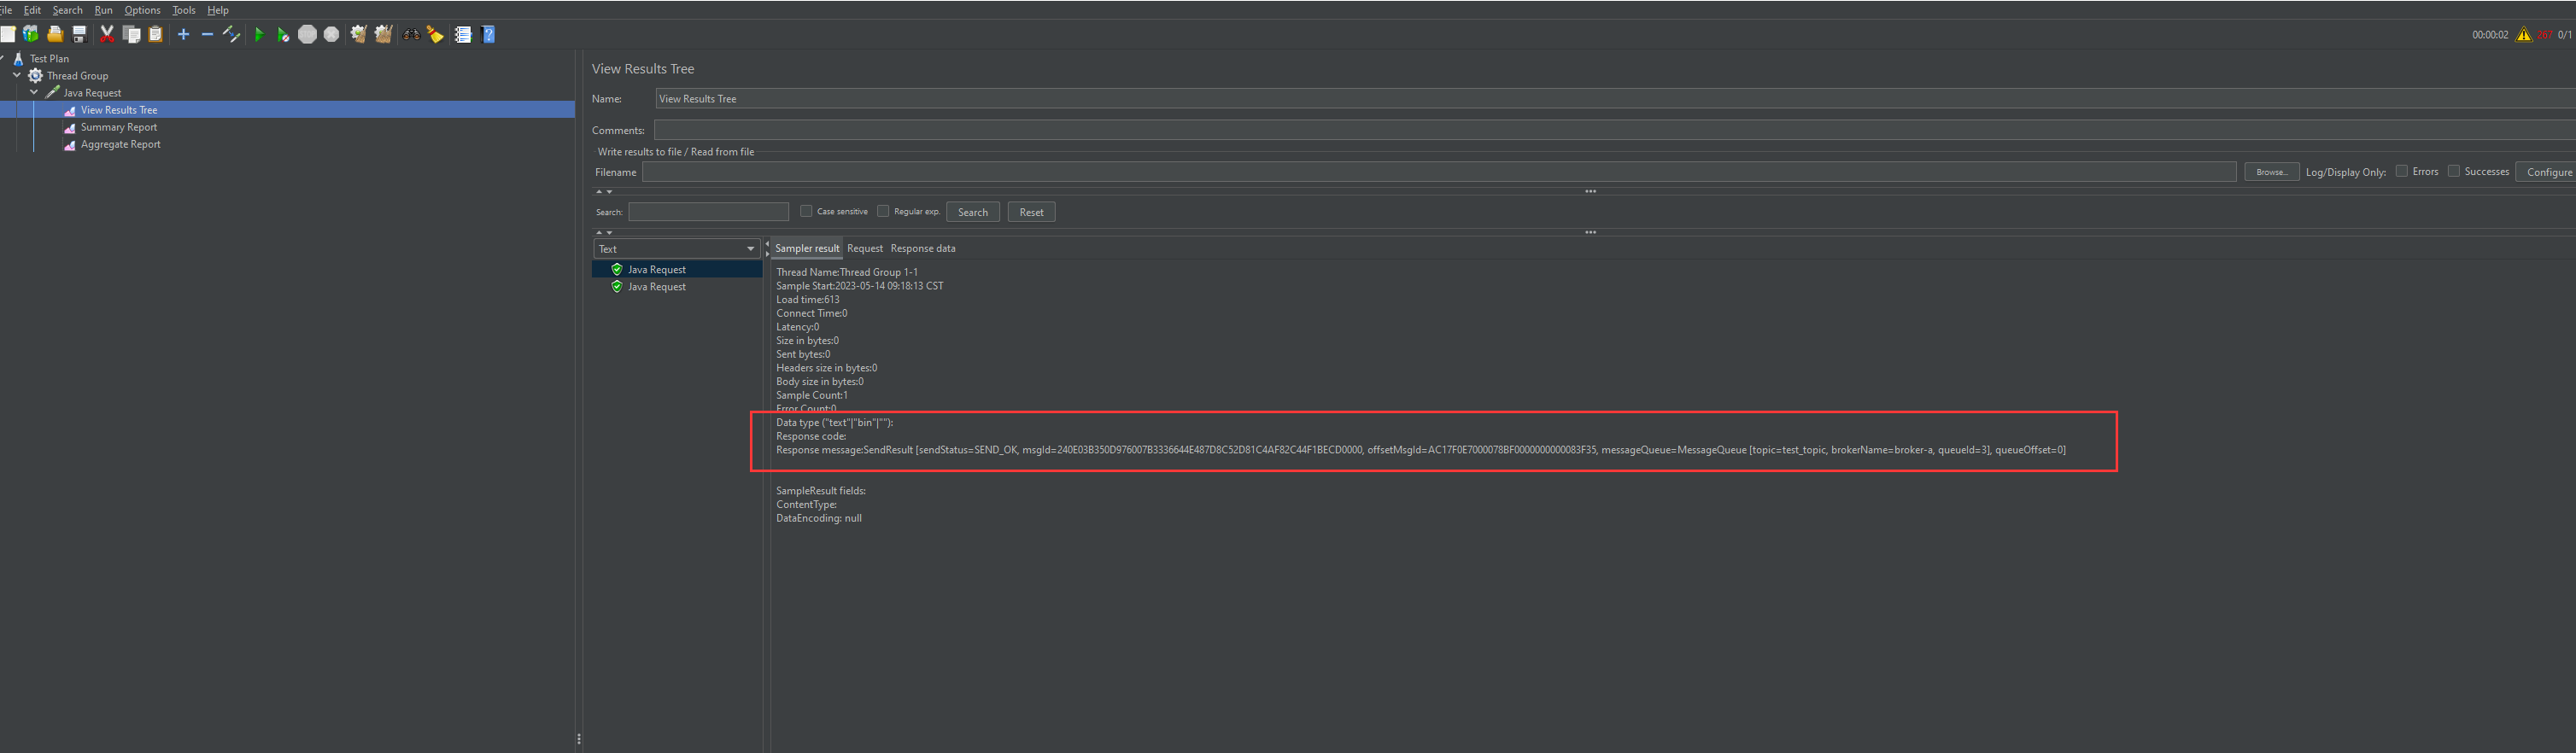 ile Edit Search Run Options Tools Help
00:00:02 267 0/1
Test Plan
Thread Group
Java Request
View Results Tree
Summary Report
Aggregate Report
View Results Tree
Name: View Results Tree
Comments:
Write results to file / Read from file
Filename Browse... Log/Display Only: Errors Successes Configure
Search: Case sensitive Regular exp. Search Reset
Text
Java Request
Java Request
Sampler result Request Response data
Thread Name:Thread Group 1-1
Sample Start:2023-05-14 09:18:13 CST
Load time:613
Connect Time:0
Latency:0
Size in bytes:0
Sent bytes:0
Headers size in bytes:0
Body size in bytes:0
Sample Count:1
Error Count:0
Data type ("text"|"bin"|""):
Response code:
Response message:SendResult [sendStatus=SEND_OK, msgId=240E03B350D976007B3336644E487D8C52D81C4AF82C44F1BECD0000, offsetMsgId=AC17F0E7000078BF0000000000083F35, messageQueue=MessageQueue [topic=test_topic, brokerName=broker-a, queueId=3], queueOffset=0]
SampleResult fields:
ContentType:
DataEncoding: null